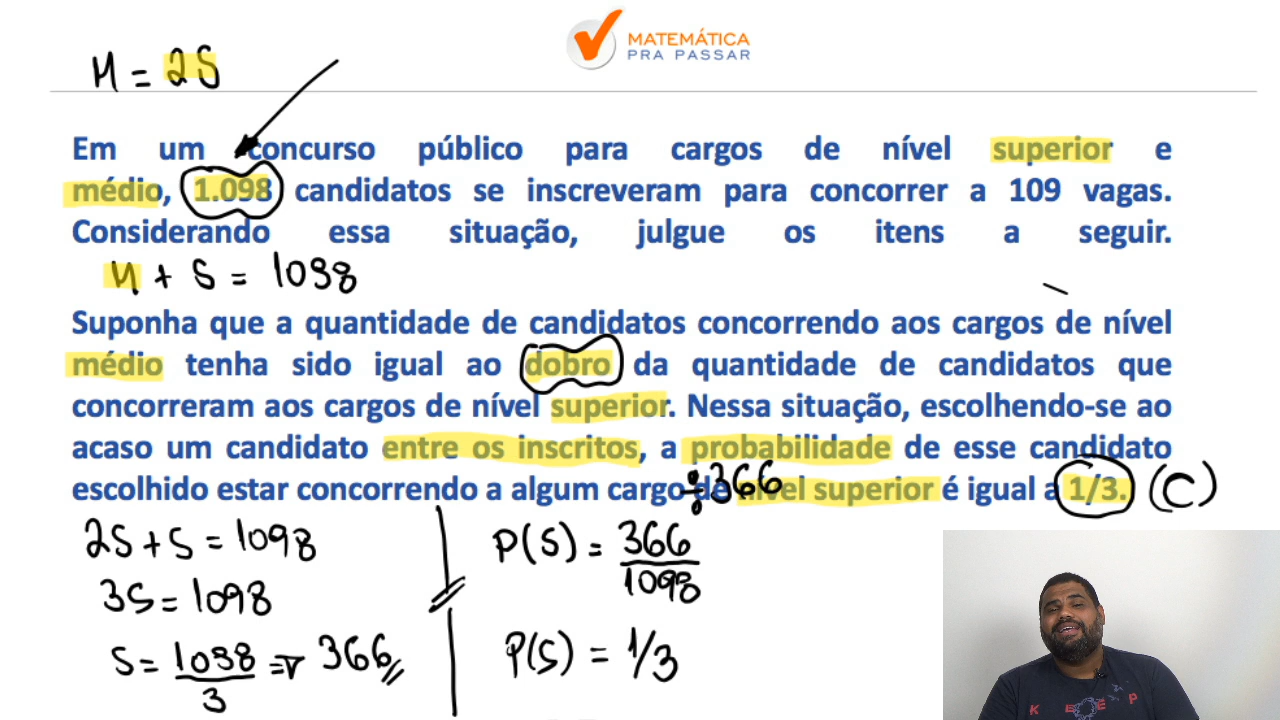 MATEMÁTICA
PRA PASSAR
M = 2S
Em um concurso público para cargos de nível superior e
médio, 1.098 candidatos se inscreveram para concorrer a 109 vagas.
Considerando essa situação, julgue os itens a seguir.
M + S = 1098
Suponha que a quantidade de candidatos concorrendo aos cargos de nível
médio tenha sido igual ao dobro da quantidade de candidatos que
concorreram aos cargos de nível superior. Nessa situação, escolhendo-se ao
acaso um candidato entre os inscritos, a probabilidade de esse candidato
÷366
escolhido estar concorrendo a algum cargo de nível superior é igual a 1/3. (C)
2S + S = 1098
3S = 1098
S = 1098/3 ⇒ 366
P(S) = 366/1098
P(S) = 1/3
KEEP